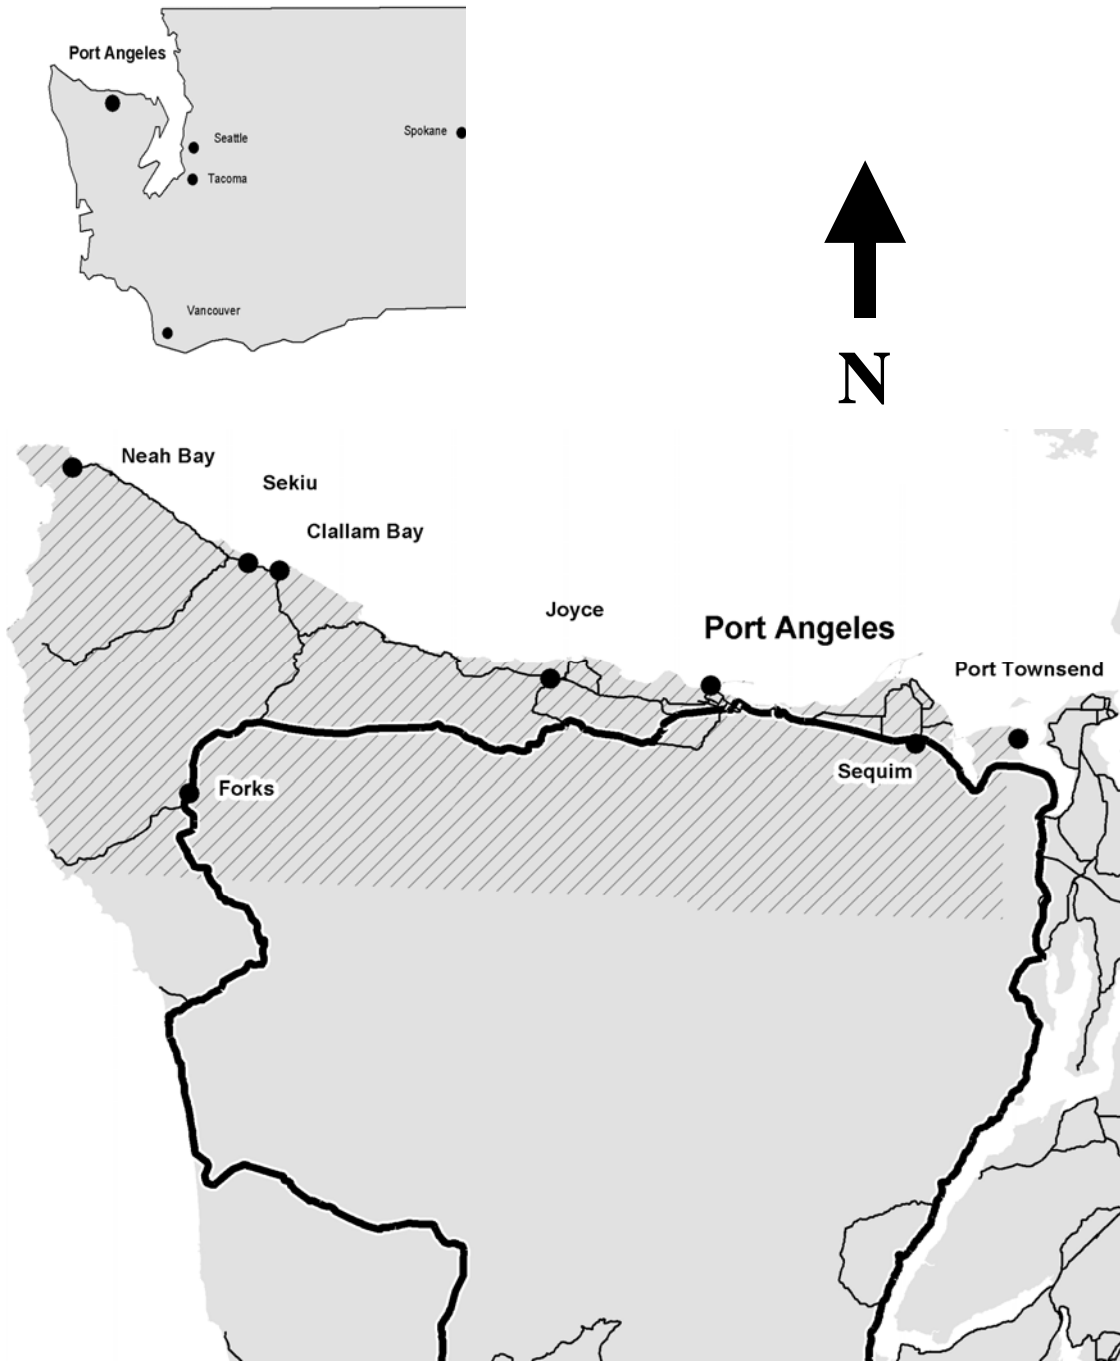 Port Angeles
Seattle
Spokane
Tacoma
Vancouver
N
Neah Bay
Sekiu
Clallam Bay
Joyce
Port Angeles
Port Townsend
Sequim
Forks